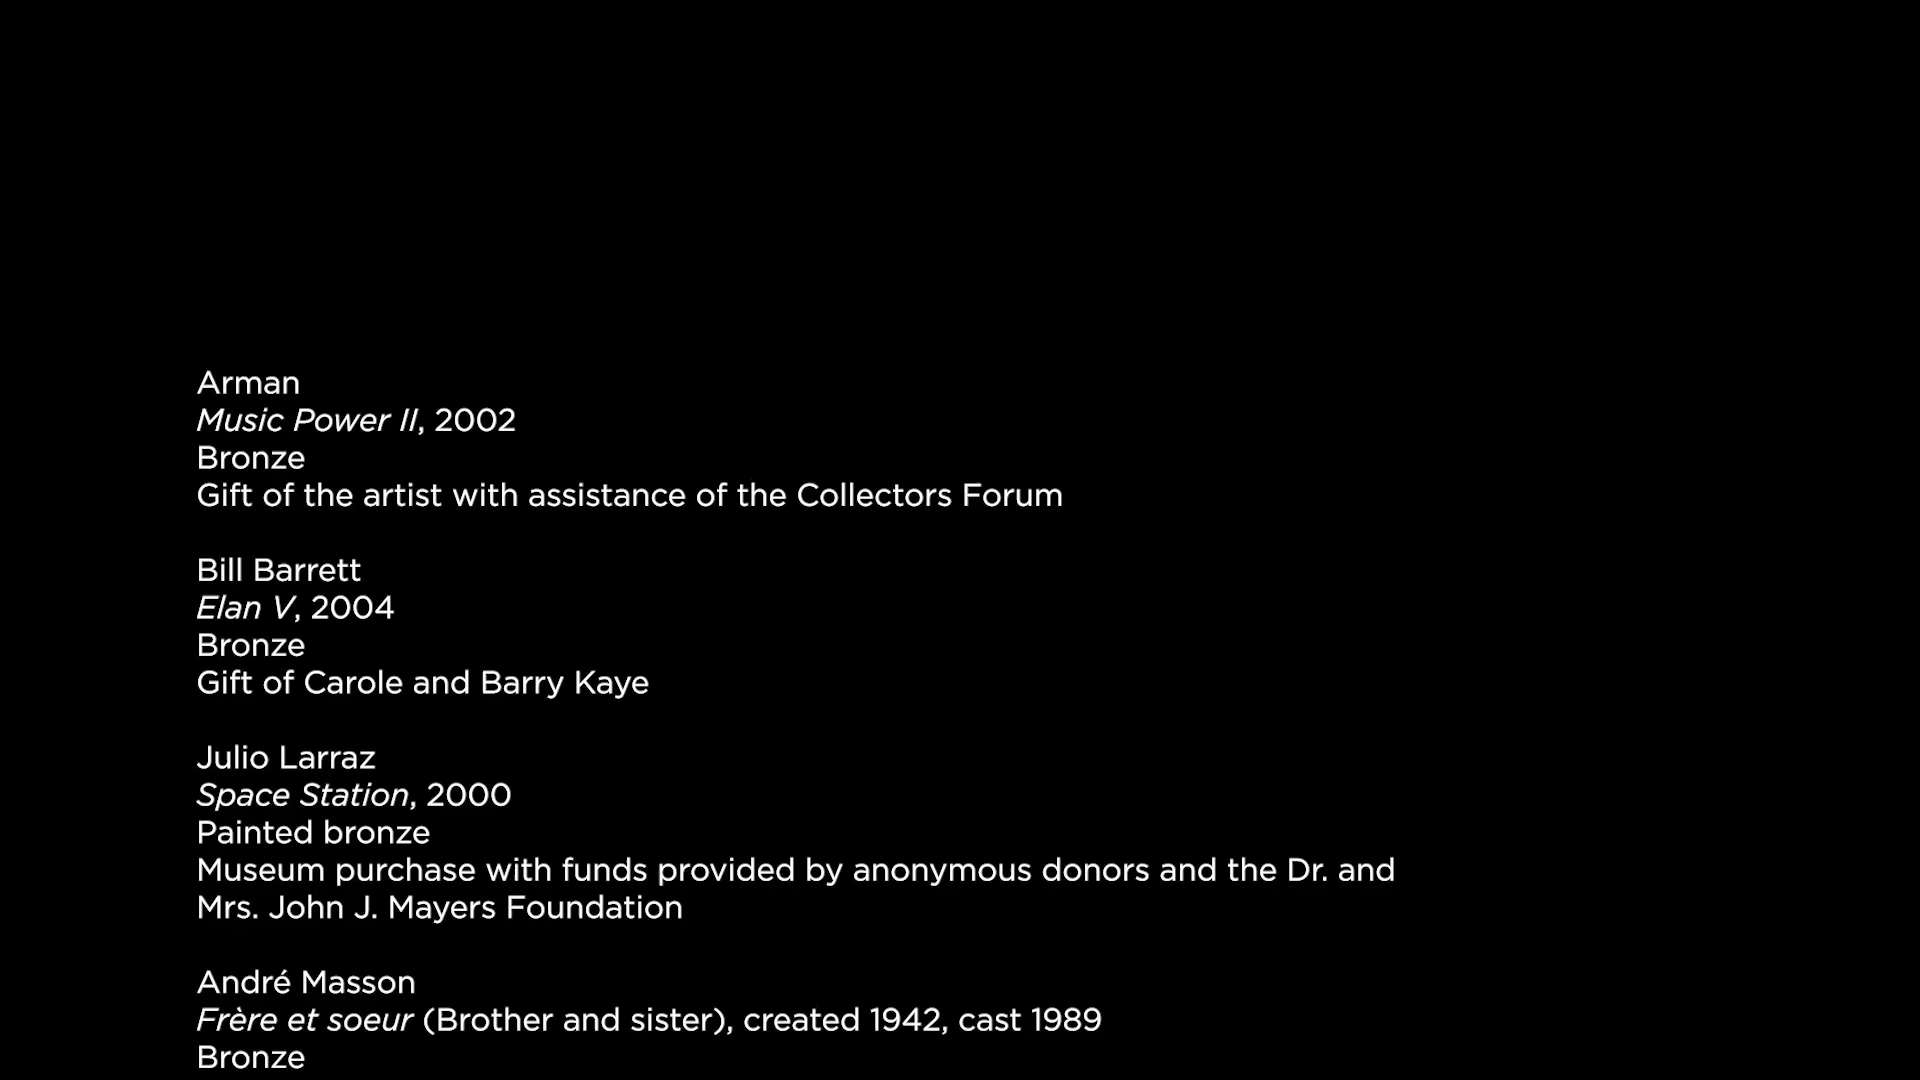 Arman
Music Power II, 2002
Bronze
Gift of the artist with assistance of the Collectors Forum
Bill Barrett
Elan V, 2004
Bronze
Gift of Carole and Barry Kaye
Julio Larraz
Space Station, 2000
Painted bronze
Museum purchase with funds provided by anonymous donors and the Dr. and
Mrs. John J. Mayers Foundation
André Masson
Frère et soeur (Brother and sister), created 1942, cast 1989
Bronze